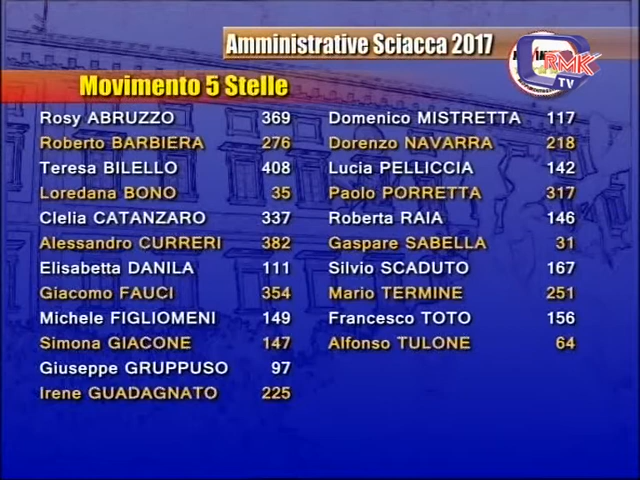 Amministrative Sciacca 2017
RMK
TV
Movimento 5 Stelle
Rosy ABRUZZO 369
Roberto BARBIERA 276
Teresa BILELLO 408
Loredana BONO 35
Clelia CATANZARO 337
Alessandro CURRERI 382
Elisabetta DANILA 111
Giacomo FAUCI 354
Michele FIGLIOMENI 149
Simona GIACONE 147
Giuseppe GRUPPUSO 97
Irene GUADAGNATO 225
Domenico MISTRETTA 117
Dorenzo NAVARRA 218
Lucia PELLICCIA 142
Paolo PORRETTA 317
Roberta RAIA 146
Gaspare SABELLA 31
Silvio SCADUTO 167
Mario TERMINE 251
Francesco TOTO 156
Alfonso TULONE 64